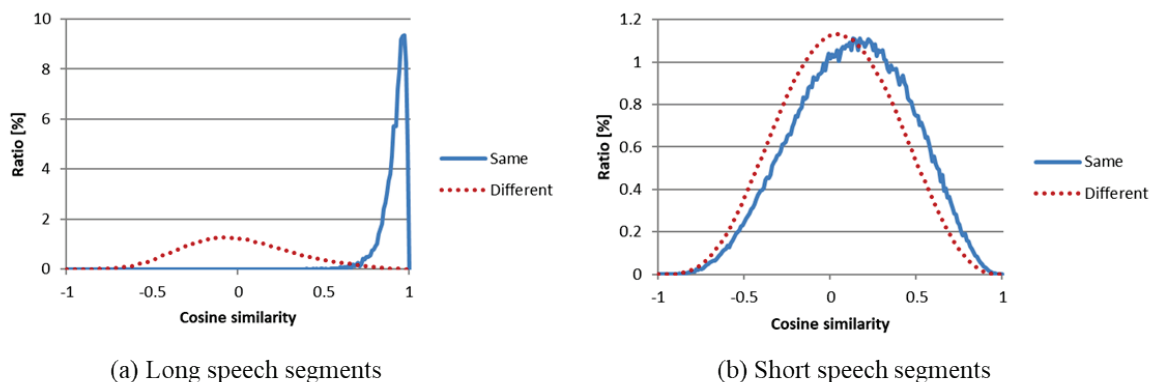 10
8
6
4
2
0
Ratio [%]
-1 -0.5 0 0.5 1
Cosine similarity
Same
Different
(a) Long speech segments
1.2
1
0.8
0.6
0.4
0.2
0
Ratio [%]
-1 -0.5 0 0.5 1
Cosine similarity
Same
Different
(b) Short speech segments